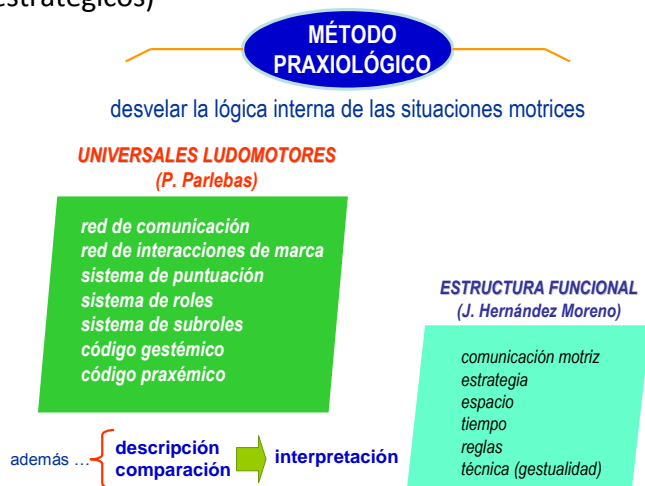 estratégicos)
MÉTODO
PRAXIOLÓGICO
desvelar la lógica interna de las situaciones motrices
UNIVERSALES LUDOMOTORES
(P. Parlebas)
red de comunicación
red de interacciones de marca
sistema de puntuación
sistema de roles
sistema de subroles
código gestémico
código praxémico
ESTRUCTURA FUNCIONAL
(J. Hernández Moreno)
comunicación motriz
estrategia
espacio
tiempo
reglas
técnica (gestualidad)
además ...
descripción
comparación
interpretación